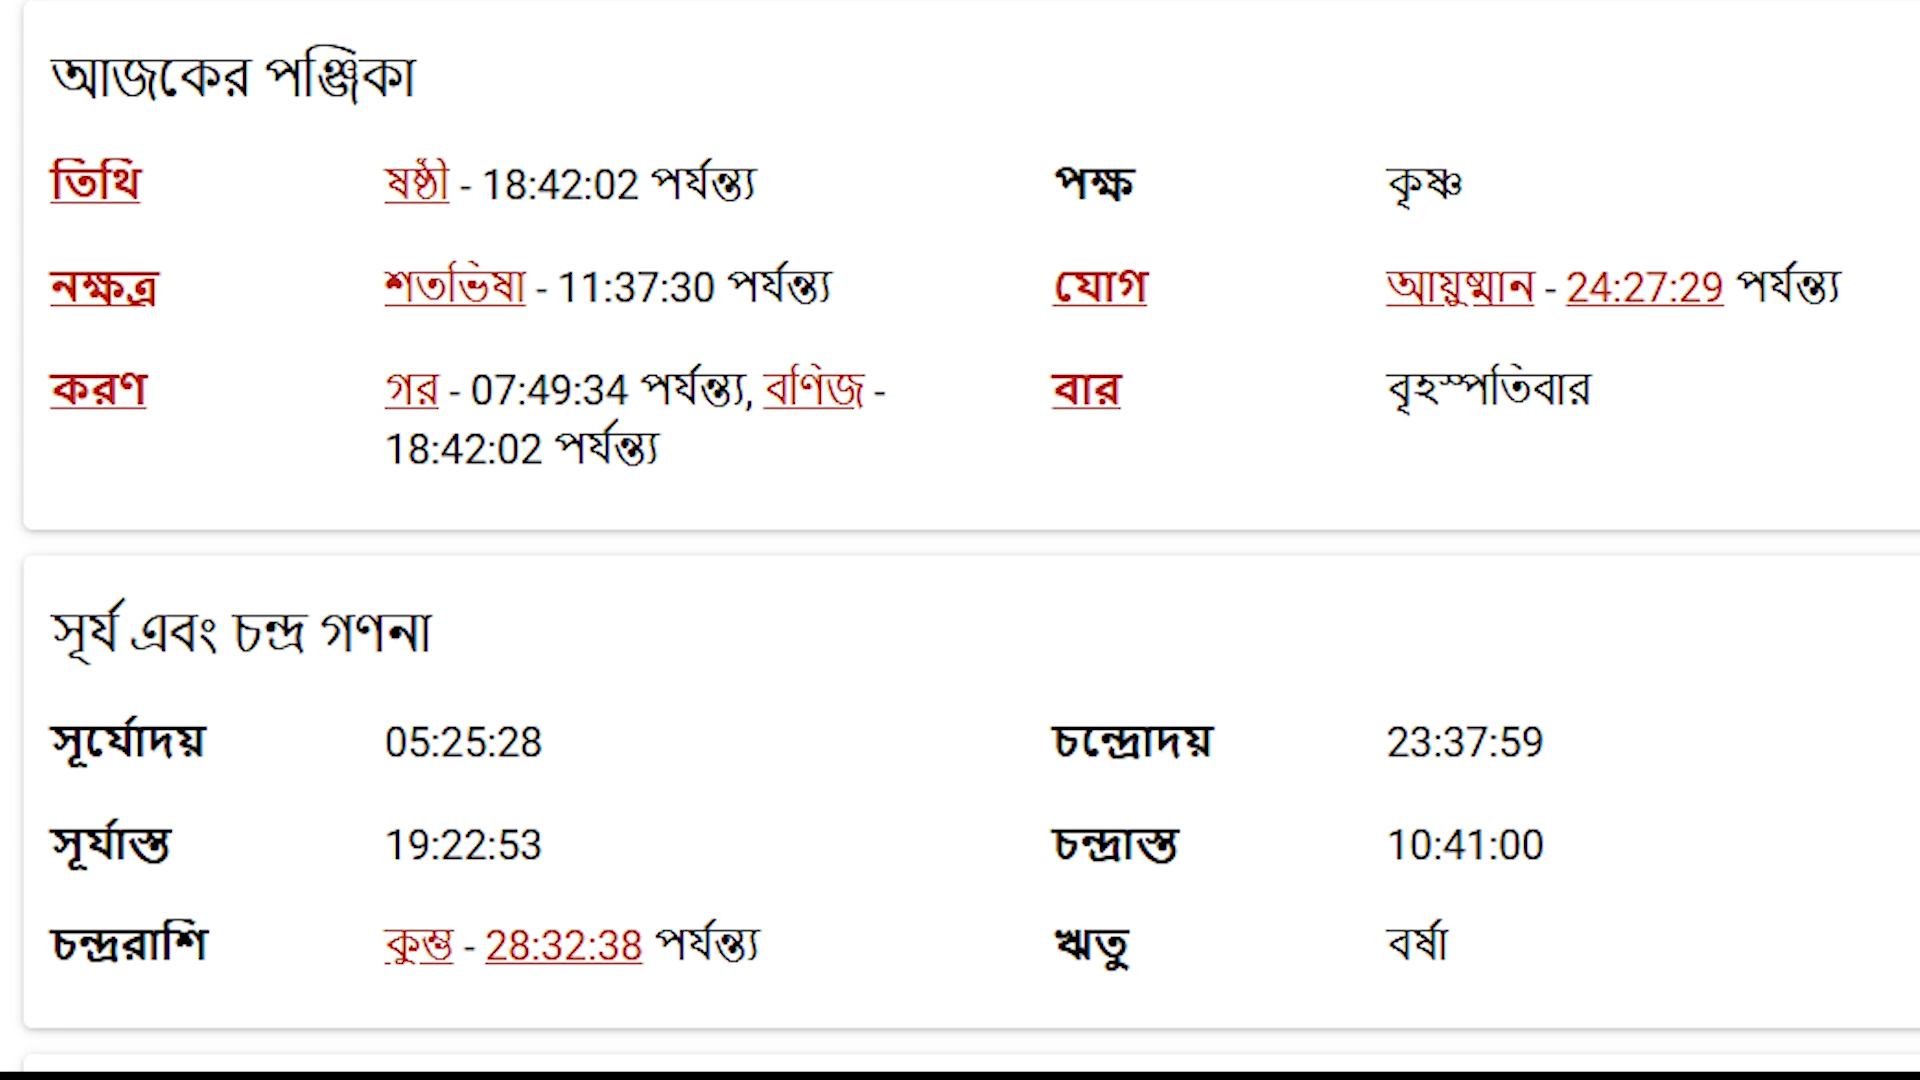 আজকের পঞ্জিকা
তিথি ষষ্ঠী - 18:42:02 পর্যন্ত্য পক্ষ কৃষ্ণ
নক্ষত্র শতভিষা - 11:37:30 পর্যন্ত্য যোগ আয়ুষ্মান - 24:27:29 পর্যন্ত্য
করণ গর - 07:49:34 পর্যন্ত্য, বণিজ - বার বৃহস্পতিবার
18:42:02 পর্যন্ত্য
সূর্য এবং চন্দ্র গণনা
সূর্যোদয় 05:25:28 চন্দ্রোদয় 23:37:59
সূর্যাস্ত 19:22:53 চন্দ্রাস্ত 10:41:00
চন্দ্ররাশি কুম্ভ - 28:32:38 পর্যন্ত্য ঋতু বর্ষা